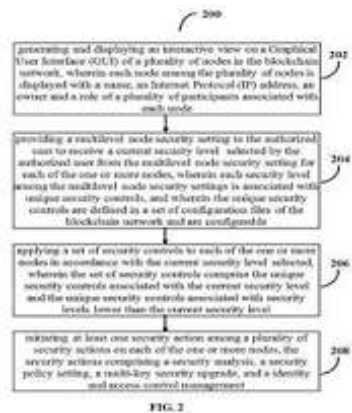 200
generating and displaying an interactive view on a Graphical
User Interface (GUI) of a plurality of nodes in the blockchain
network, wherein each node among the plurality of nodes is
displayed with a name, an Internet Protocol (IP) address, an
owner and a role of a plurality of participants associated with
each node
202
providing a multilevel node security setting to the authorized
user to receive a current security level selected by the
authorized user from the multilevel node security setting for
each of the one or more nodes, wherein each security level
among the multilevel node security settings is associated with
unique security controls, and wherein the unique security
controls are defined in a set of configuration files of the
blockchain network and are configurable
204
applying a set of security controls to each of the one or more
nodes in accordance with the current security level selected,
wherein the set of security controls comprises the unique
security controls associated with the current security level
and the unique security controls associated with security
levels lower than the current security level
206
initiating at least one security action among a plurality of
security actions on each of the one or more nodes, the
security actions comprising a security analysis, a security
policy setting, a multi-key security upgrade, and a identity
and access control management
208
FIG. 2